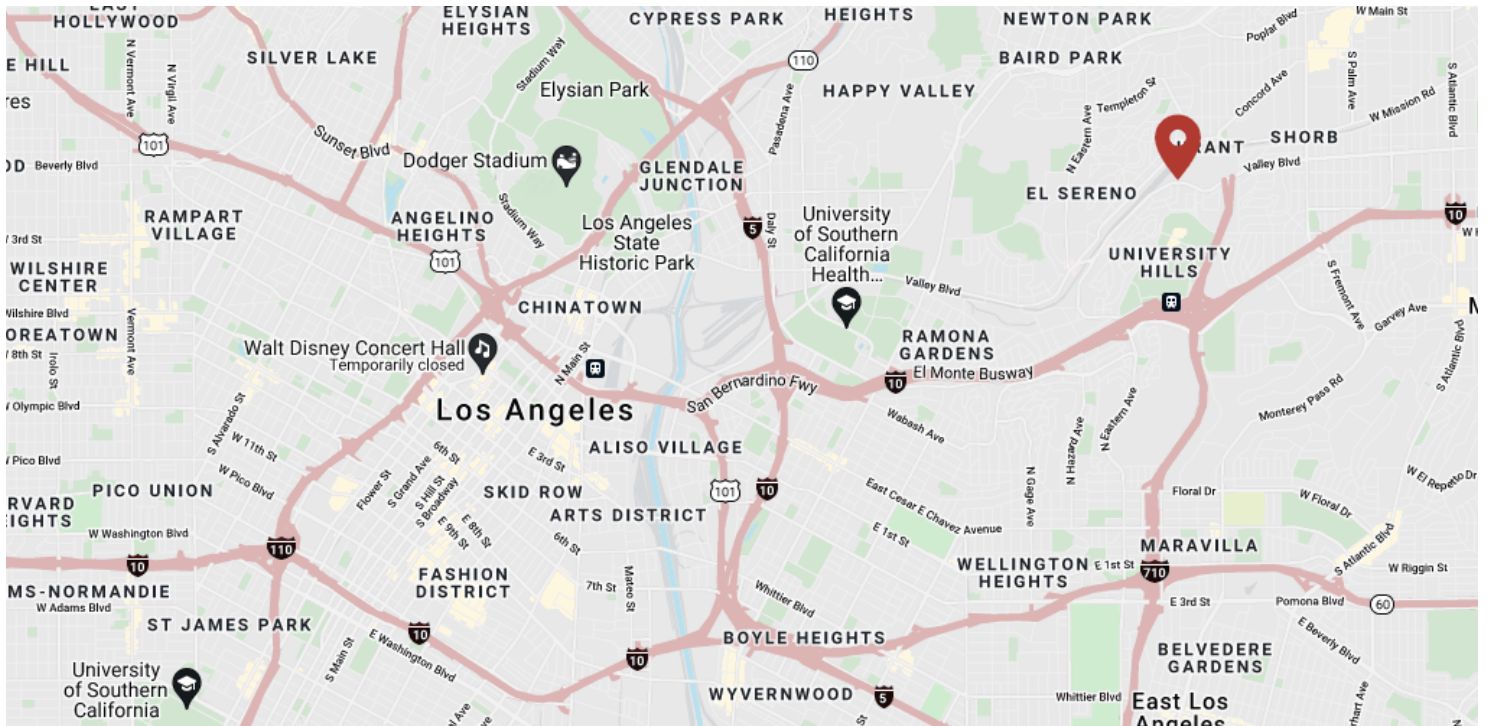 EAST
HOLLYWOOD
ELYSIAN
HEIGHTS
CYPRESS PARK
HEIGHTS
NEWTON PARK
Poplar Blvd
W Main St
E HILL
N Vermont Ave
N Virgil Ave
SILVER LAKE
Stadium Way
110
BAIRD PARK
S Palm Ave
S Atlantic Blvd
res
Elysian Park
Pasadena Ave
HAPPY VALLEY
Templeton St
Concord Ave
W Mission Rd
101
Sunset Blvd
N Eastern Ave
RANT
SHORB
OD
Beverly Blvd
Dodger Stadium
GLENDALE
JUNCTION
Valley Blvd
EL SERENO
RAMPART
VILLAGE
ANGELINO
HEIGHTS
Stadium Way
Los Angeles
State
Historic Park
5
Daly St
University
of Southern
California
Health...
10
W 3rd St
101
UNIVERSITY
HILLS
WILSHIRE
CENTER
Valley Blvd
S Fremont Ave
Wilshire Blvd
CHINATOWN
Garvey Ave
OREATOWN
Vermont Ave
W 8th St
Irolo St
Walt Disney Concert Hall
Temporarily closed
N Main St
RAMONA
GARDENS
El Monte Busway
S Atlantic Blvd
San Bernardino Fwy
10
W Olympic Blvd
S Alvarado St
Los Angeles
Wabash Ave
N Hazard Ave
N Eastern Ave
Monterey Pass Rd
W Pico Blvd
W 11th St
W Pico Blvd
6th St
ALISO VILLAGE
E 3rd St
N Gage Ave
W El Repetto Dr
PICO UNION
Flower St
S Grand Ave
S Hill St
S Broadway
SKID ROW
101
10
East Cesar E Chavez Avenue
Floral Dr
W Floral Dr
RVARD
EIGHTS
ARTS DISTRICT
E 8th St
E 9th St
E 1st St
W Washington Blvd
6th St
110
10
MARAVILLA
S Atlantic Blvd
WELLINGTON
HEIGHTS
E 1st St
710
W Riggin St
MS-NORMANDIE
W Adams Blvd
FASHION
DISTRICT
7th St
Mateo St
Whittier Blvd
E 3rd St
Pomona Blvd
60
ST JAMES PARK
10
E Washington Blvd
BOYLE HEIGHTS
E Beverly Blvd
S Main St
10
BELVEDERE
GARDENS
University
of Southern
California
WYVERNWOOD
5
Whittier Blvd
East Los
Angeles